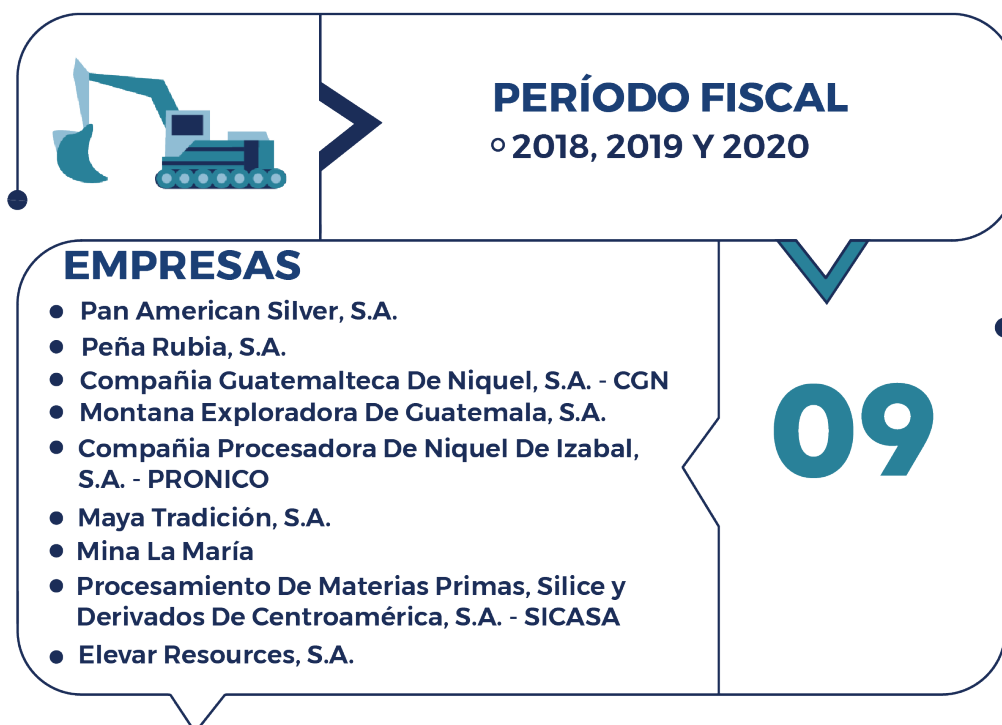 PERÍODO FISCAL
2018, 2019 Y 2020
EMPRESAS
Pan American Silver, S.A.
Peña Rubia, S.A.
Compañia Guatemalteca De Niquel, S.A. - CGN
Montana Exploradora De Guatemala, S.A.
Compañia Procesadora De Niquel De Izabal,
S.A. - PRONICO
Maya Tradición, S.A.
Mina La María
Procesamiento De Materias Primas, Silice y
Derivados De Centroamérica, S.A. - SICASA
Elevar Resources, S.A.
09